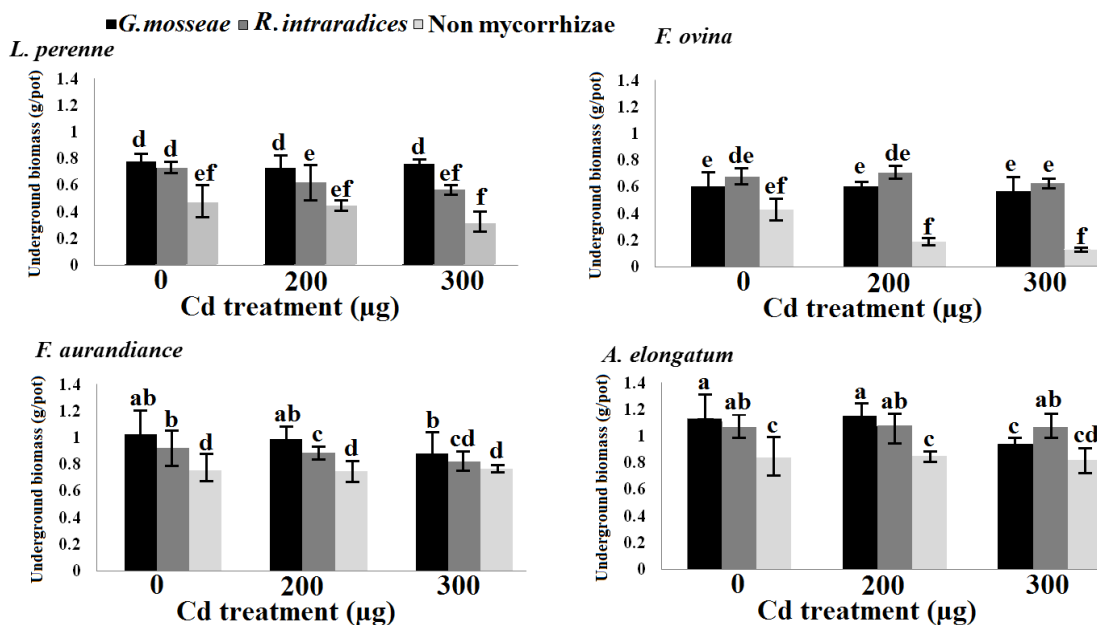 G.mosseae R.intraradices Non mycorrhizae
L. perenne
Underground biomass (g/pot)
1.4
1.2
1
0.8
0.6
0.4
0.2
0
d d ef d e ef d ef f
0 200 300
Cd treatment (µg)
F. ovina
Underground biomass (g/pot)
1.4
1.2
1
0.8
0.6
0.4
0.2
0
e de ef e de f e e f
0 200 300
Cd treatment (µg)
F. aurandiance
Underground biomass (g/pot)
1.4
1.2
1
0.8
0.6
0.4
0.2
0
ab b d ab c d b cd d
0 200 300
Cd treatment (µg)
A. elongatum
Underground biomass (g/pot)
1.4
1.2
1
0.8
0.6
0.4
0.2
0
a ab c a ab c c ab cd
0 200 300
Cd treatment (µg)